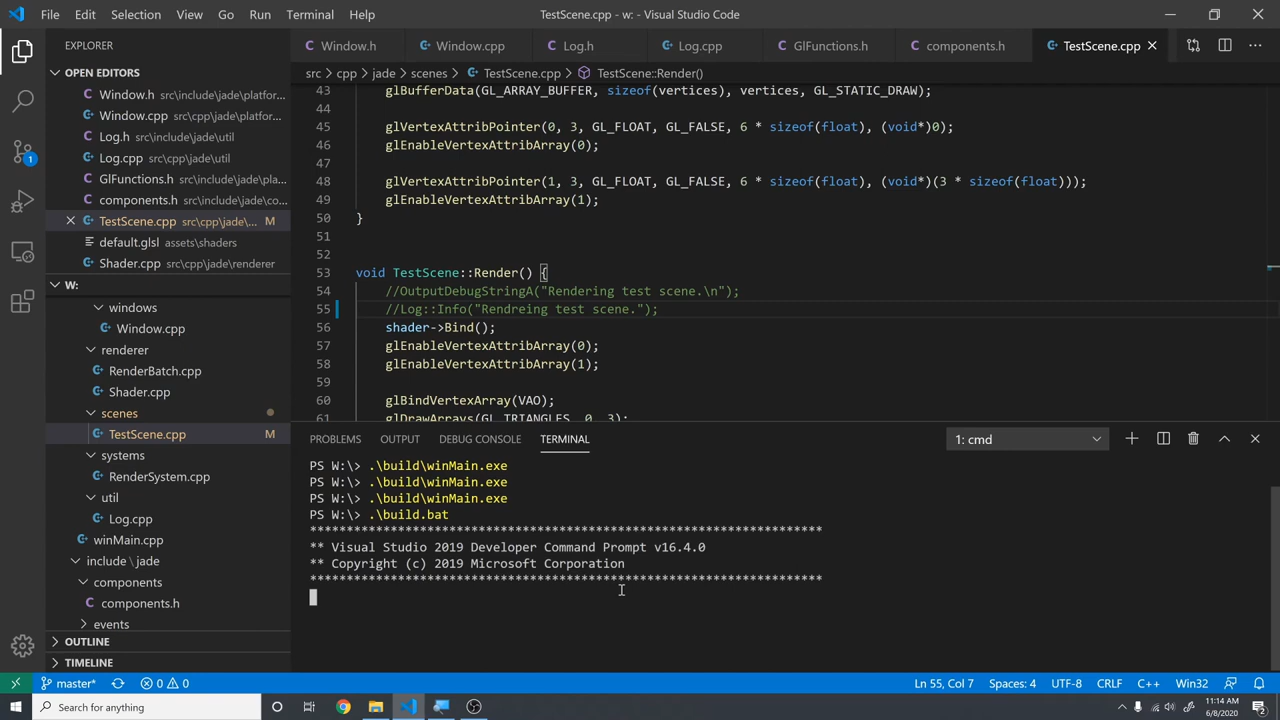 File Edit Selection View Go Run Terminal Help
TestScene.cpp - w: - Visual Studio Code
EXPLORER
OPEN EDITORS
Window.h src\include\jade\platfor...
Window.cpp src\cpp\jade\platfor...
Log.h src\include\jade\util
Log.cpp src\cpp\jade\util
GlFunctions.h src\include\jade\pla...
components.h src\include\jade\co...
TestScene.cpp src\cpp\jade\... M
default.glsl assets\shaders
Shader.cpp src\cpp\jade\renderer
W:
windows
Window.cpp
renderer
RenderBatch.cpp
Shader.cpp
scenes
TestScene.cpp M
systems
RenderSystem.cpp
util
Log.cpp
winMain.cpp
include \ jade
components
components.h
events
OUTLINE
TIMELINE
1
Window.h Window.cpp Log.h Log.cpp GlFunctions.h components.h TestScene.cpp
src > cpp > jade > scenes > TestScene.cpp > TestScene::Render()
43 glBufferData(GL_ARRAY_BUFFER, sizeof(vertices), vertices, GL_STATIC_DRAW);
44
45 glVertexAttribPointer(0, 3, GL_FLOAT, GL_FALSE, 6 * sizeof(float), (void*)0);
46 glEnableVertexAttribArray(0);
47
48 glVertexAttribPointer(1, 3, GL_FLOAT, GL_FALSE, 6 * sizeof(float), (void*)(3 * sizeof(float)));
49 glEnableVertexAttribArray(1);
50 }
51
52
53 void TestScene::Render() {
54 //OutputDebugStringA("Rendering test scene.\n");
55 //Log::Info("Rendreing test scene.");
56 shader->Bind();
57 glEnableVertexAttribArray(0);
58 glEnableVertexAttribArray(1);
59
60 glBindVertexArray(VAO);
61 glDrawArrays(GL_TRIANGLES, 0, 3);
PROBLEMS OUTPUT DEBUG CONSOLE TERMINAL
1: cmd
PS W:\> .\build\winMain.exe
PS W:\> .\build\winMain.exe
PS W:\> .\build\winMain.exe
PS W:\> .\build.bat
**********************************************************************
** Visual Studio 2019 Developer Command Prompt v16.4.0
** Copyright (c) 2019 Microsoft Corporation
**********************************************************************
master* 0 0
Ln 55, Col 7 Spaces: 4 UTF-8 CRLF C++ Win32
Search for anything
11:14 AM
6/8/2020
2